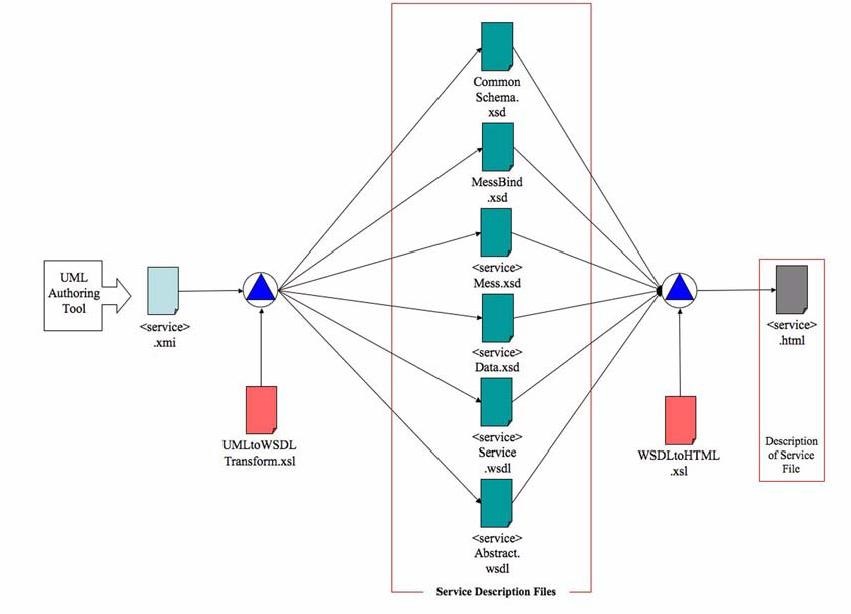 Common
Schema.
xsd
MessBind
.xsd
<service>
Mess.xsd
<service>
Data.xsd
<service>
Service
.wsdl
<service>
Abstract.
wsdl
Service Description Files
UML
Authoring
Tool
<service>
.xmi
UMLtoWSDL
Transform.xsl
WSDLtoHTML
.xsl
<service>
.html
Description
of Service
File